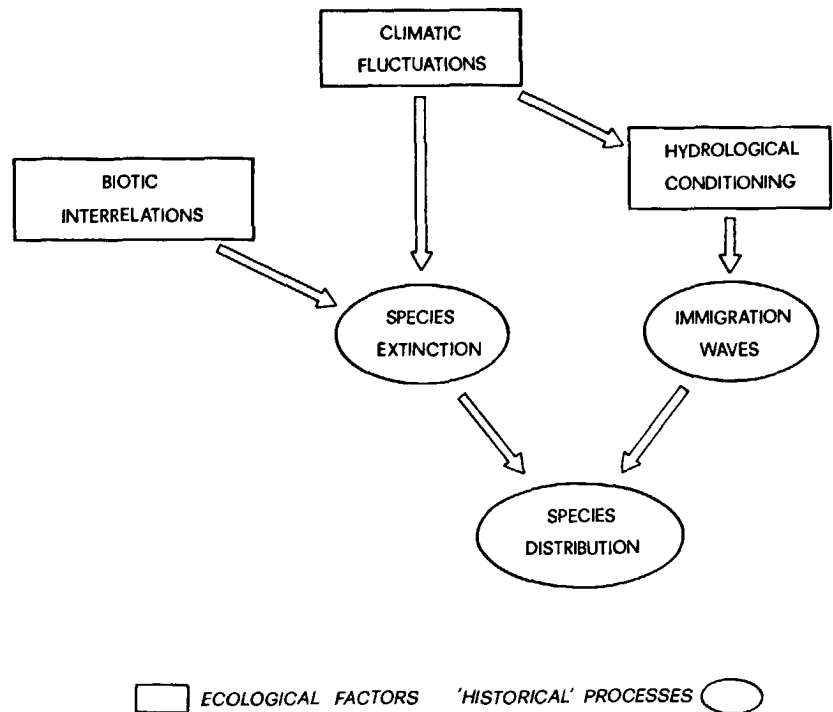 CLIMATIC
FLUCTUATIONS
HYDROLOGICAL
CONDITIONING
BIOTIC
INTERRELATIONS
SPECIES
EXTINCTION
IMMIGRATION
WAVES
SPECIES
DISTRIBUTION
ECOLOGICAL FACTORS 'HISTORICAL' PROCESSES